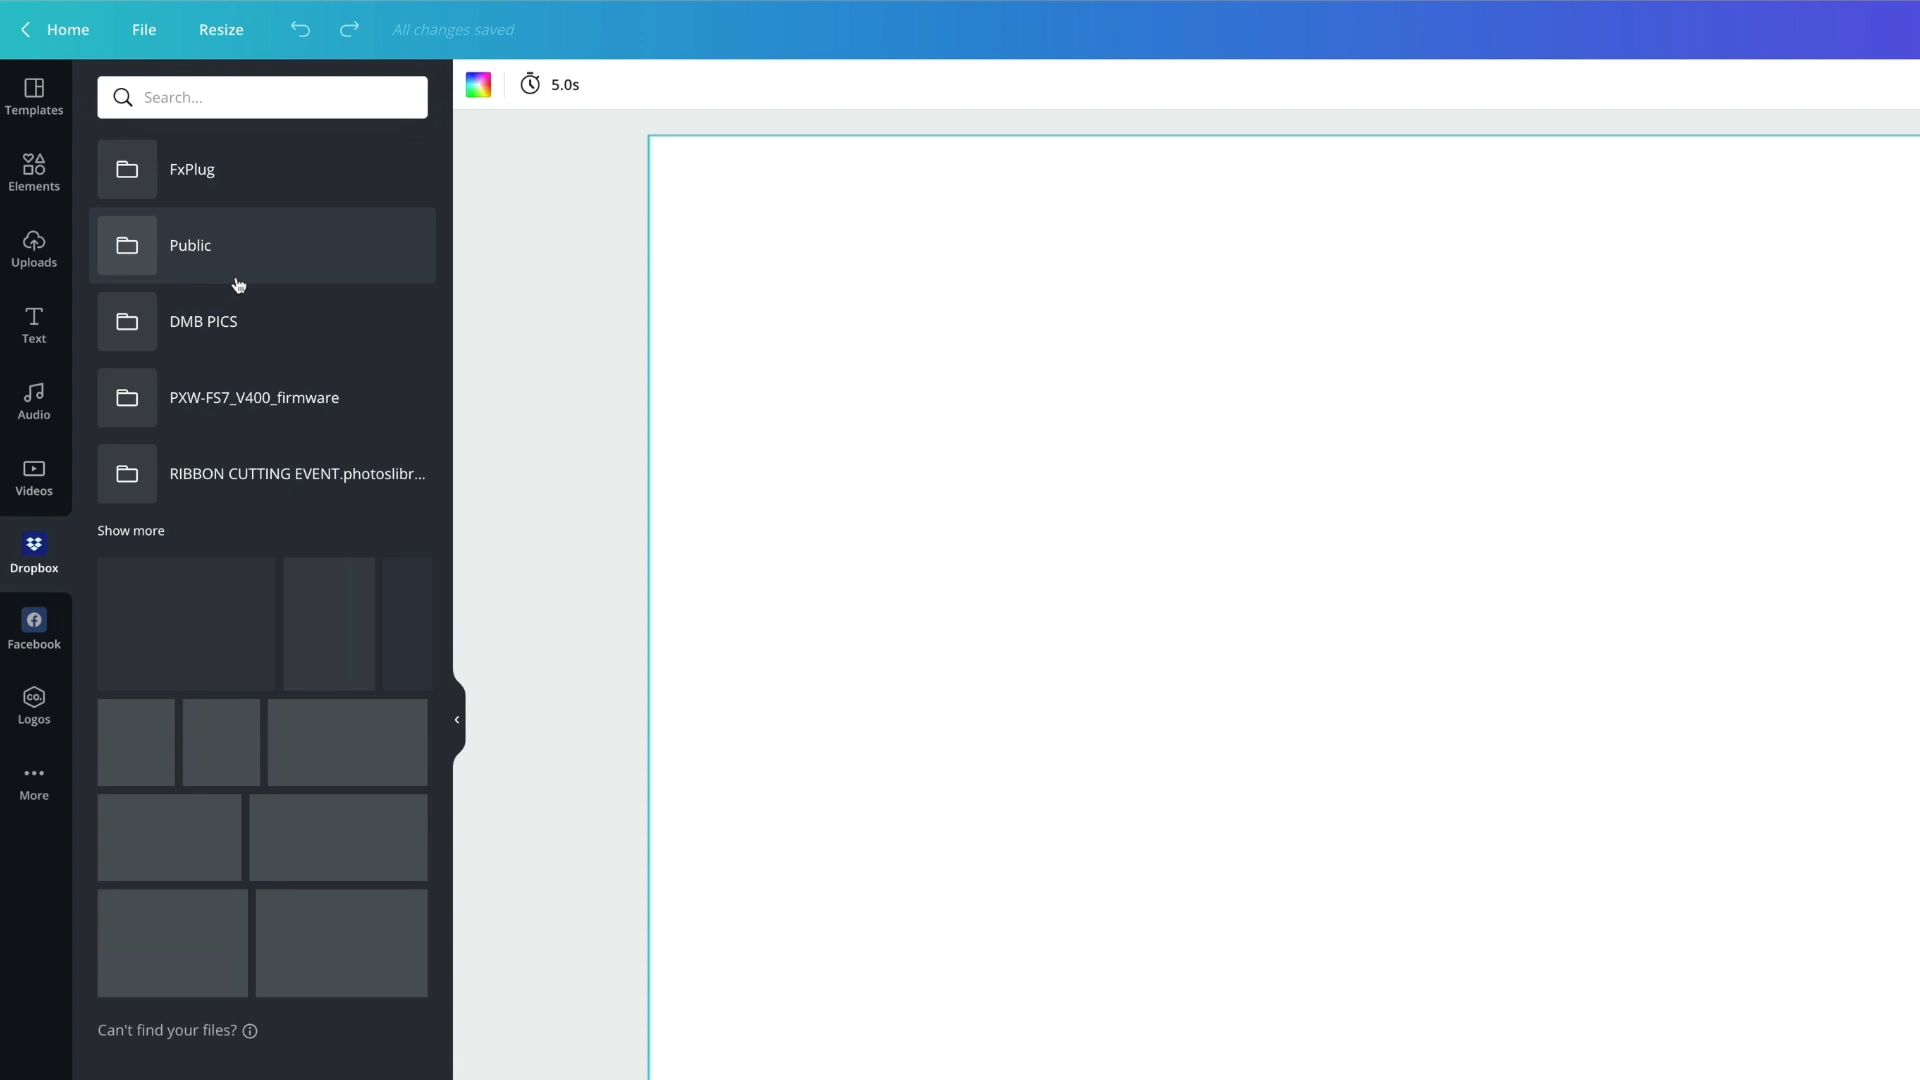 Home File Resize All changes saved
Templates
Elements
Uploads
Text
Audio
Videos
Dropbox
Facebook
CO.
Logos
More
Search...
FxPlug
Public
DMB PICS
PXW-FS7_V400_firmware
RIBBON CUTTING EVENT.photoslibr...
Show more
Can't find your files?
5.0s